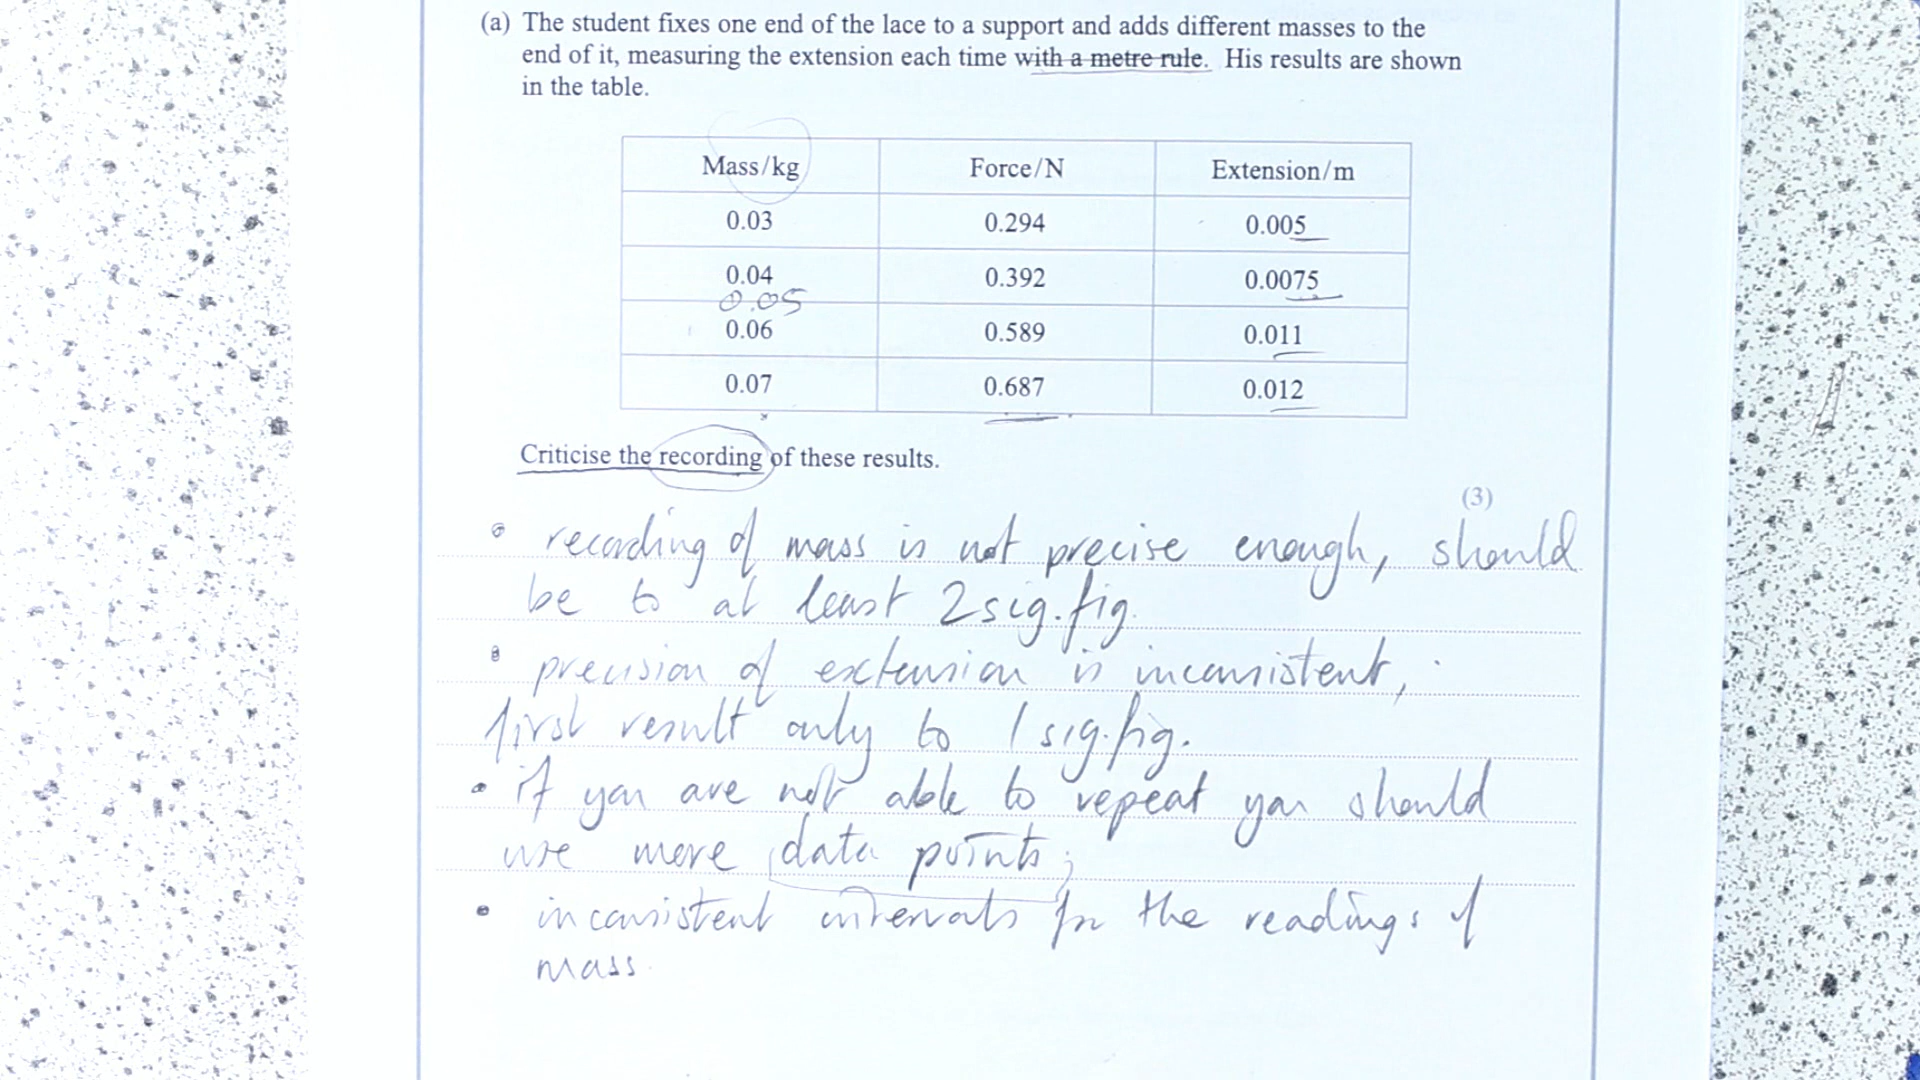 (a) The student fixes one end of the lace to a support and adds different masses to the
end of it, measuring the extension each time with a metre rule. His results are shown
in the table.
Mass/kg Force/N Extension/m
0.03 0.294 0.005
0.04 0.392 0.0075
0.05
0.06 0.589 0.011
0.07 0.687 0.012
Criticise the recording of these results.
(3)
• recording of mass is not precise enough, should
be to at least 2 sig.fig.
• precision of extension is inconsistent,
first result only to 1 sig.fig.
• if you are not able to repeat you should
use more data points;
• inconsistent intervals for the readings of
mass